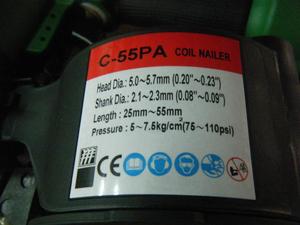 C-55PA COIL NAILER
Head Dia.: 5.0~5.7mm (0.20"~0.23")
Shank Dia.: 2.1~2.3mm (0.08"~0.09")
Length : 25mm~55mm
Pressure : 5~7.5kg/cm²(75~110psi)
CE